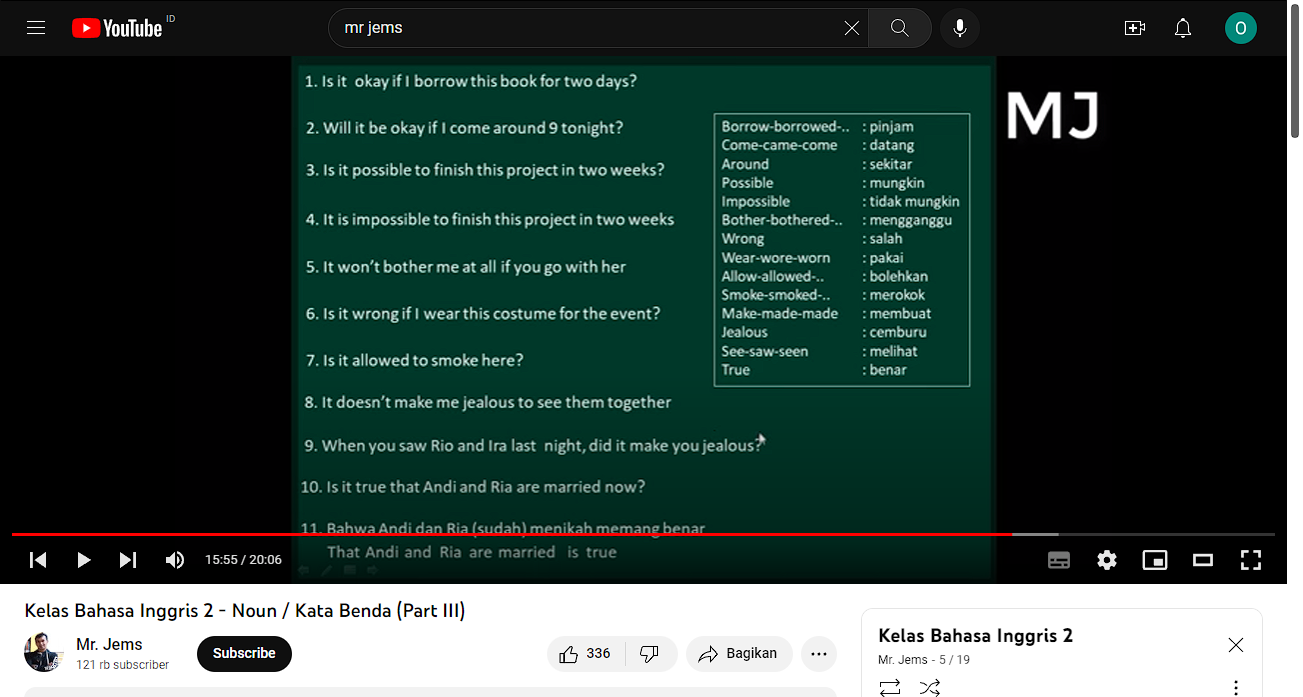 YouTube ID
mr jems
O
1. Is it okay if I borrow this book for two days?
2. Will it be okay if I come around 9 tonight?
3. Is it possible to finish this project in two weeks?
4. It is impossible to finish this project in two weeks
5. It won't bother me at all if you go with her
6. Is it wrong if I wear this costume for the event?
7. Is it allowed to smoke here?
8. It doesn't make me jealous to see them together
9. When you saw Rio and Ira last night, did it make you jealous?
10. Is it true that Andi and Ria are married now?
11. Bahwa Andi dan Ria (sudah) menikah memang benar
That Andi and Ria are married is true
Borrow-borrowed-.. : pinjam
Come-came-come : datang
Around : sekitar
Possible : mungkin
Impossible : tidak mungkin
Bother-bothered-.. : mengganggu
Wrong : salah
Wear-wore-worn : pakai
Allow-allowed-.. : bolehkan
Smoke-smoked-.. : merokok
Make-made-made : membuat
Jealous : cemburu
See-saw-seen : melihat
True : benar
MJ
15:55 / 20:06
Kelas Bahasa Inggris 2 - Noun / Kata Benda (Part III)
Mr. Jems
121 rb subscriber
Subscribe
336
Bagikan
Kelas Bahasa Inggris 2
Mr. Jems - 5 / 19